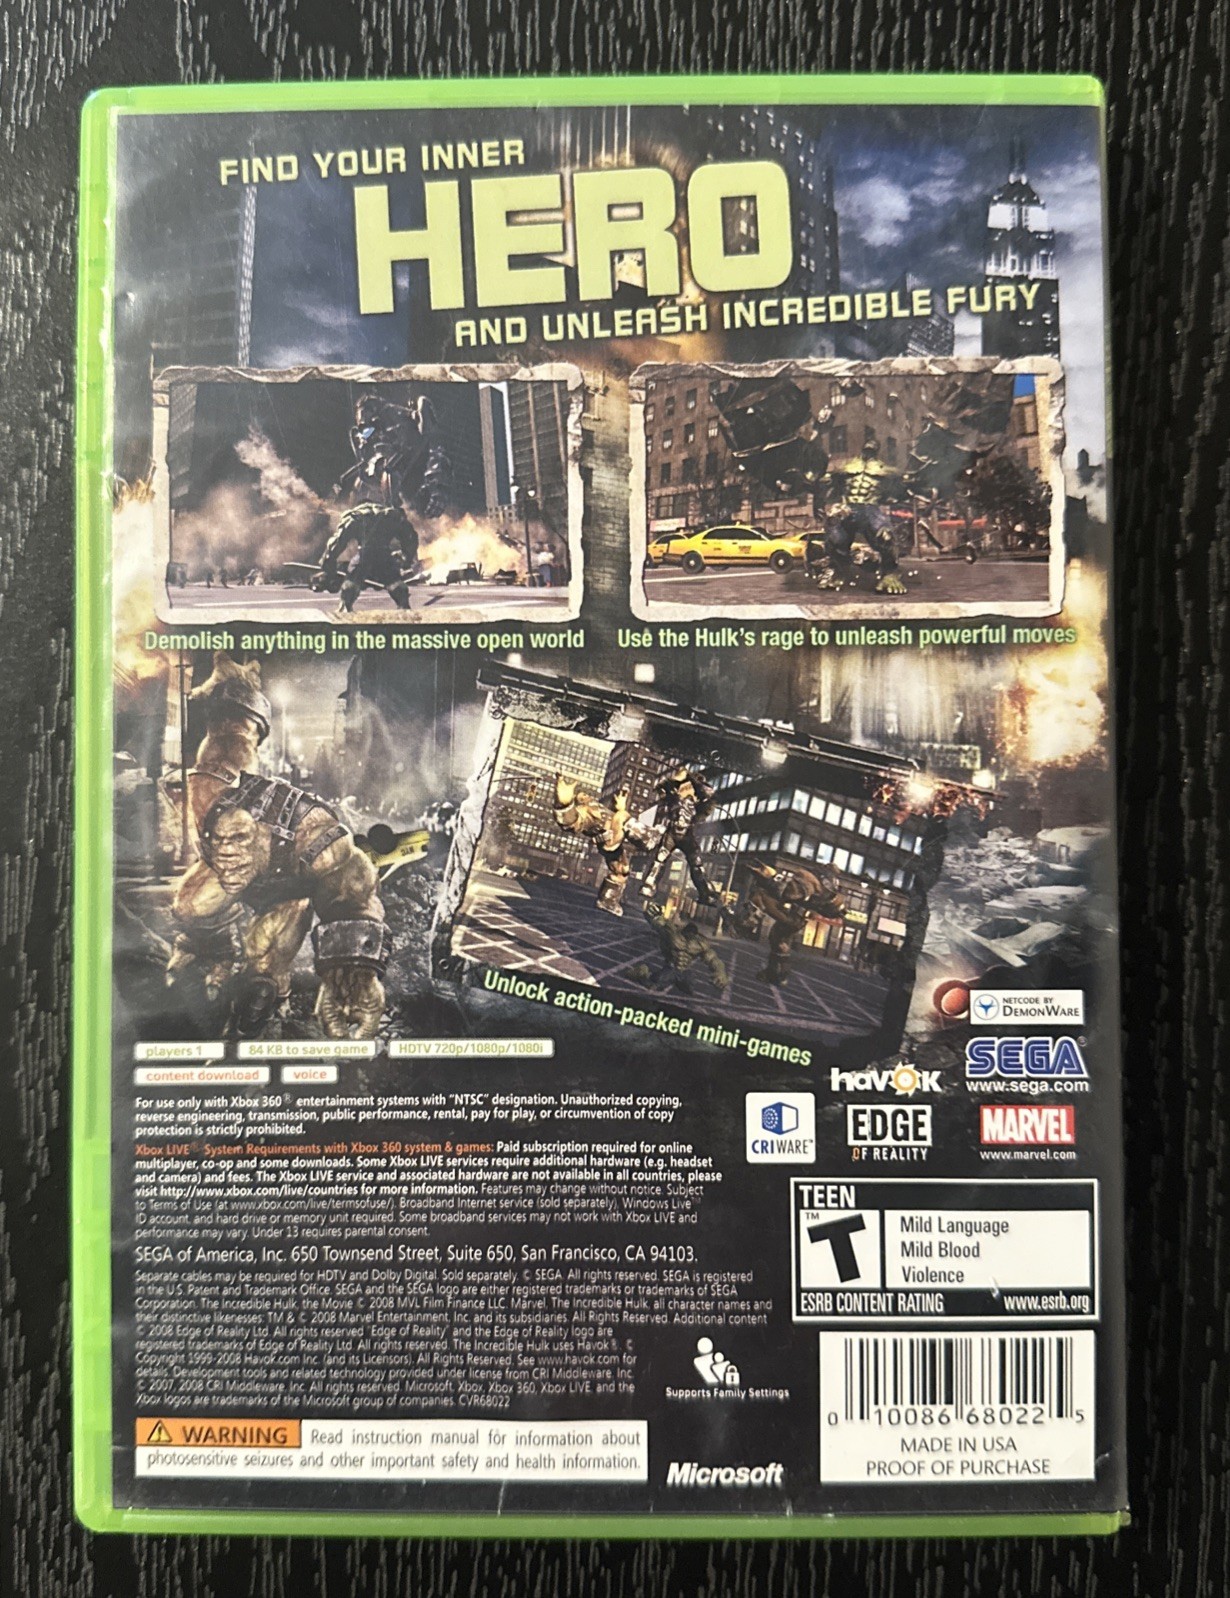 FIND YOUR INNER
HERO
AND UNLEASH INCREDIBLE FURY
Demolish anything in the massive open world
Use the Hulk's rage to unleash powerful moves
Unlock action-packed mini-games
NETCODE BY
DEMONWARE
players 1
84 KB to save game
HDTV 720p/1080p/1080i
content download
voice
SEGA®
www.sega.com
havok
CRIWARE™
EDGE
OF REALITY
MARVEL
www.marvel.com
For use only with Xbox 360® entertainment systems with "NTSC" designation. Unauthorized copying,
reverse engineering, transmission, public performance, rental, pay for play, or circumvention of copy
protection is strictly prohibited.
Xbox LIVE® System Requirements with Xbox 360 system & games: Paid subscription required for online
multiplayer, co-op and some downloads. Some Xbox LIVE services require additional hardware (e.g. headset
and camera) and fees. The Xbox LIVE service and associated hardware are not available in all countries, please
visit http://www.xbox.com/live/countries for more information. Features may change without notice. Subject
to Terms of Use (at www.xbox.com/live/termsofuse/). Broadband Internet service (sold separately), Windows Live™
ID account, and hard drive or memory unit required. Some broadband services may not work with Xbox LIVE and
performance may vary. Under 13 requires parental consent.
SEGA of America, Inc. 650 Townsend Street, Suite 650, San Francisco, CA 94103.
Separate cables may be required for HDTV and Dolby Digital. Sold separately. © SEGA. All rights reserved. SEGA is registered
in the U.S. Patent and Trademark Office. SEGA and the SEGA logo are either registered trademarks or trademarks of SEGA
Corporation. The Incredible Hulk, the Movie © 2008 MVL Film Finance LLC. Marvel, The Incredible Hulk, all character names and
their distinctive likenesses: TM & © 2008 Marvel Entertainment, Inc. and its subsidiaries. All Rights Reserved. Additional content
© 2008 Edge of Reality Ltd. All rights reserved "Edge of Reality" and the Edge of Reality logo are
registered trademarks of Edge of Reality Ltd. All rights reserved. The Incredible Hulk uses Havok®. ©
Copyright 1999-2008 Havok.com Inc. (and its Licensors). All Rights Reserved. See www.havok.com for
details. Development tools and related technology provided under license from CRI Middleware, Inc.
© 2007, 2008 CRI Middleware, Inc. All rights reserved. Microsoft, Xbox, Xbox 360, Xbox LIVE, and the
Xbox logos are trademarks of the Microsoft group of companies. CVR68022
TEEN
T™
Mild Language
Mild Blood
Violence
ESRB CONTENT RATING www.esrb.org
Supports Family Settings
WARNING Read instruction manual for information about
photosensitive seizures and other important safety and health information.
Microsoft
0 10086 68022 5
MADE IN USA
PROOF OF PURCHASE